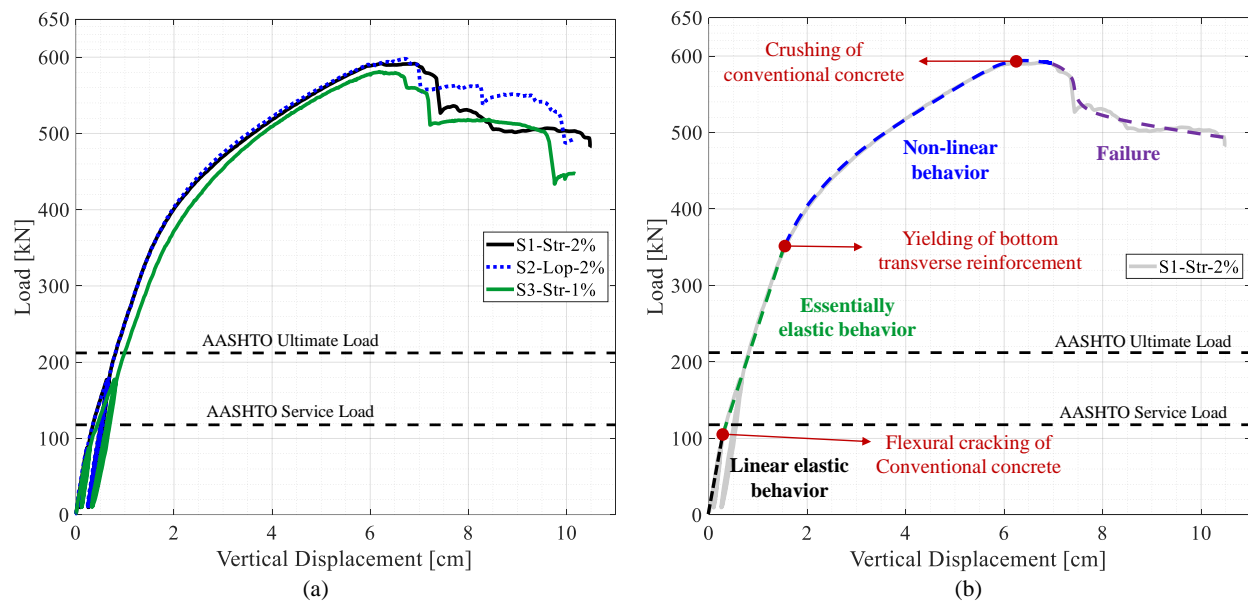 650
600
500
400
300
200
100
0
Load [kN]
S1-Str-2%
S2-Lop-2%
S3-Str-1%
AASHTO Ultimate Load
AASHTO Service Load
0 2 4 6 8 10
Vertical Displacement [cm]
(a)
650
600
500
400
300
200
100
0
Load [kN]
Crushing of
conventional concrete
Non-linear
behavior
Failure
Yielding of bottom
transverse reinforcement
S1-Str-2%
Essentially
elastic behavior
AASHTO Ultimate Load
AASHTO Service Load
Flexural cracking of
Conventional concrete
Linear elastic
behavior
0 2 4 6 8 10
Vertical Displacement [cm]
(b)